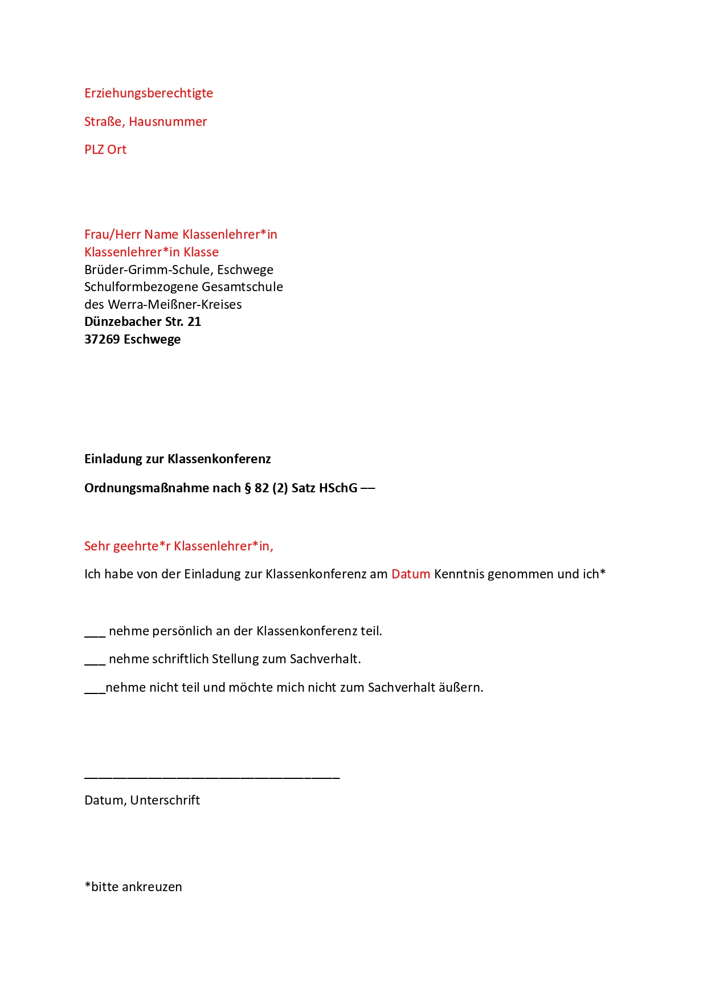 Erziehungsberechtigte
Straße, Hausnummer
PLZ Ort
Frau/Herr Name Klassenlehrer*in
Klassenlehrer*in Klasse
Brüder-Grimm-Schule, Eschwege
Schulformbezogene Gesamtschule
des Werra-Meißner-Kreises
Dünzebacher Str. 21
37269 Eschwege
Einladung zur Klassenkonferenz
Ordnungsmaßnahme nach § 82 (2) Satz HSchG ––
Sehr geehrte*r Klassenlehrer*in,
Ich habe von der Einladung zur Klassenkonferenz am Datum Kenntnis genommen und ich*
___ nehme persönlich an der Klassenkonferenz teil.
___ nehme schriftlich Stellung zum Sachverhalt.
___nehme nicht teil und möchte mich nicht zum Sachverhalt äußern.
____________________________________
Datum, Unterschrift
*bitte ankreuzen